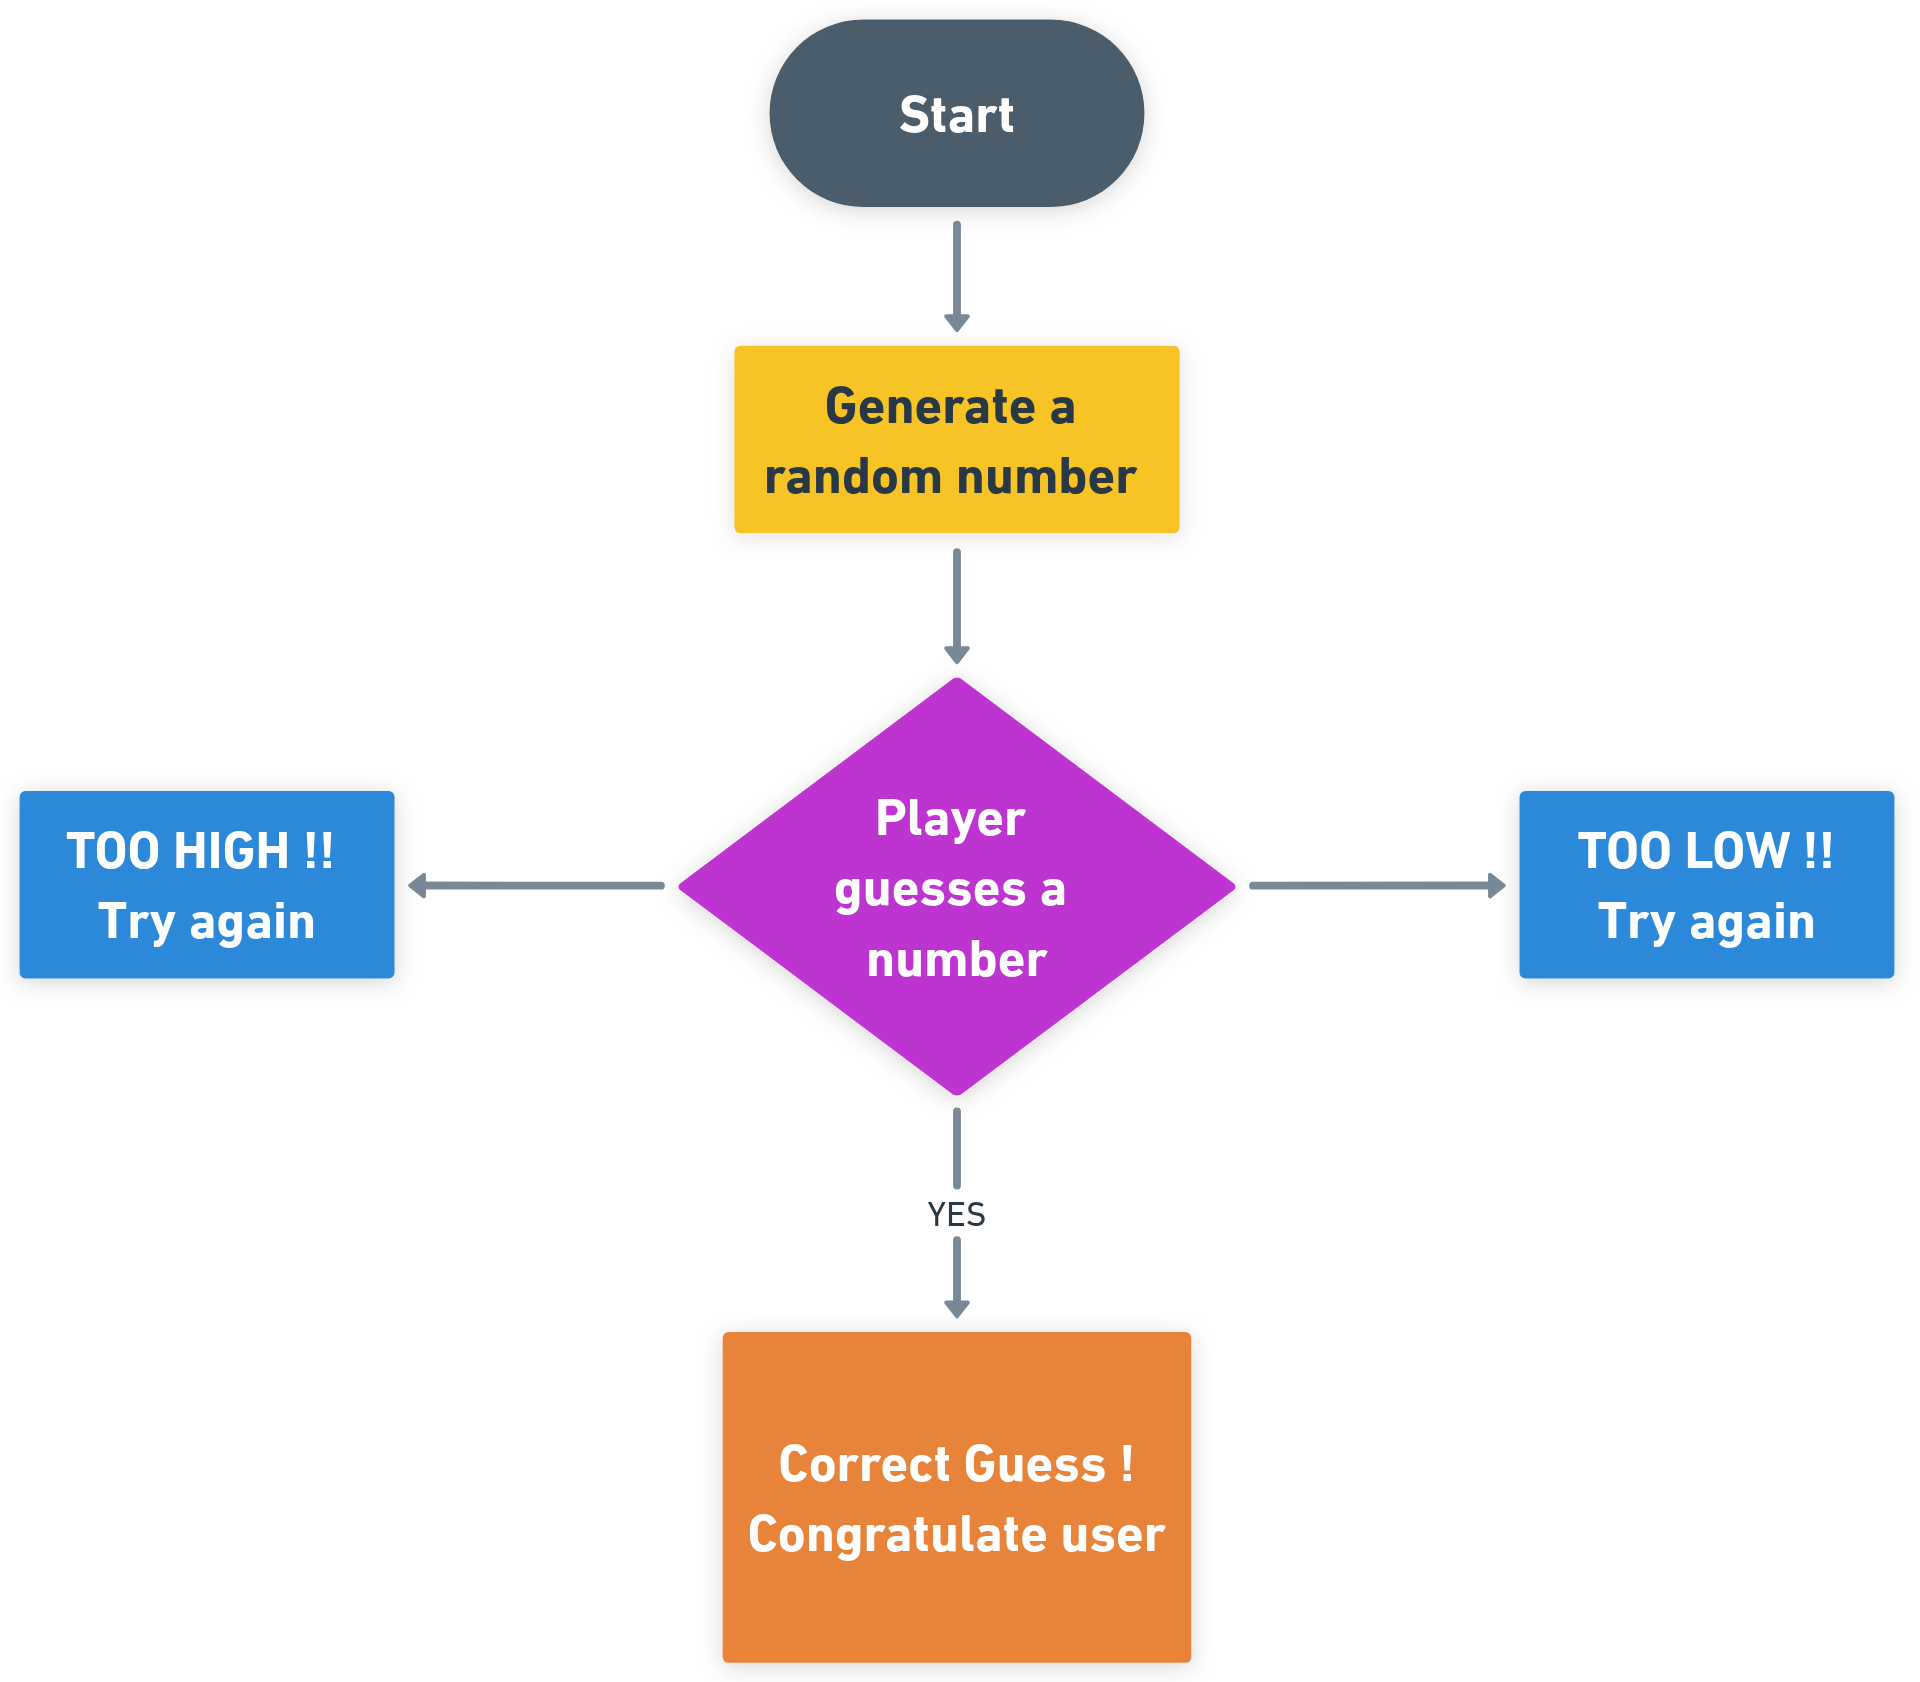 Start
Generate a
random number
Player
guesses a
number
TOO HIGH !!
Try again
TOO LOW !!
Try again
YES
Correct Guess !
Congratulate user